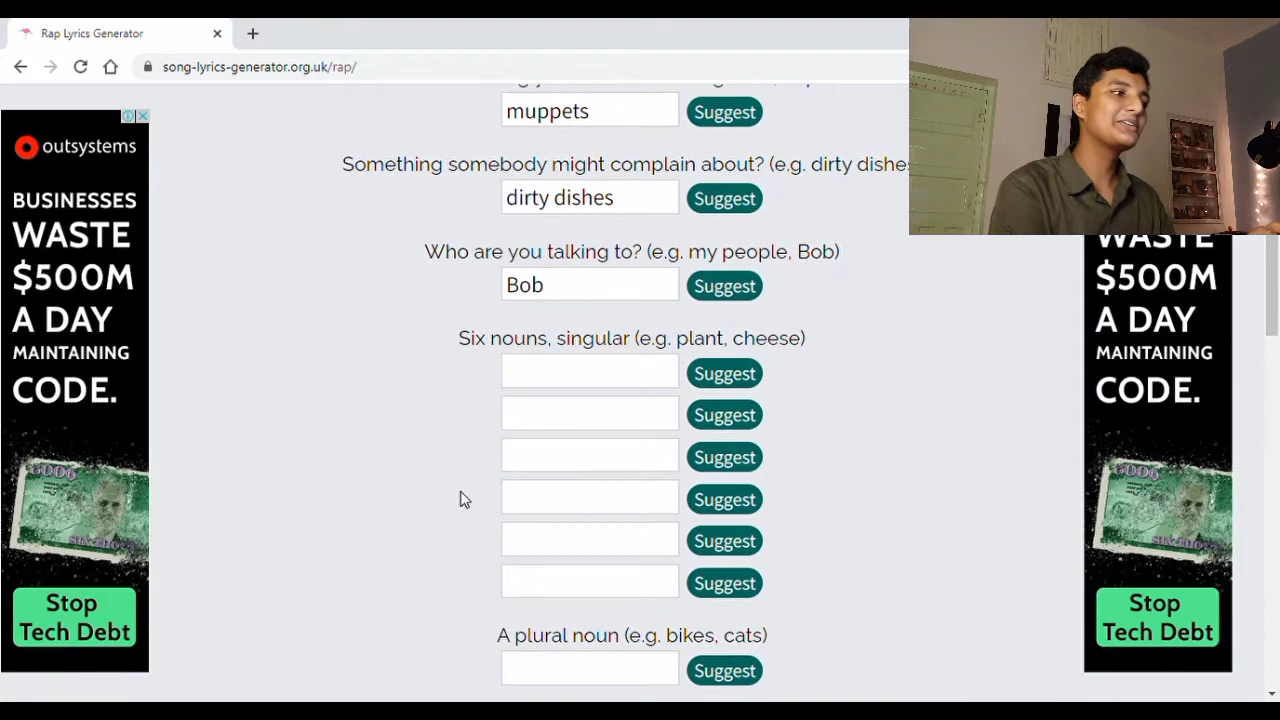 Rap Lyrics Generator
song-lyrics-generator.org.uk/rap/
muppets
Suggest
Something somebody might complain about? (e.g. dirty dishes
dirty dishes
Suggest
Who are you talking to? (e.g. my people, Bob)
Bob
Suggest
Six nouns, singular (e.g. plant, cheese)
Suggest
Suggest
Suggest
Suggest
Suggest
Suggest
A plural noun (e.g. bikes, cats)
Suggest
outsystems
BUSINESSES
WASTE
$500M
A DAY
MAINTAINING
CODE.
Stop
Tech Debt
WASTE
$500M
A DAY
MAINTAINING
CODE.
Stop
Tech Debt